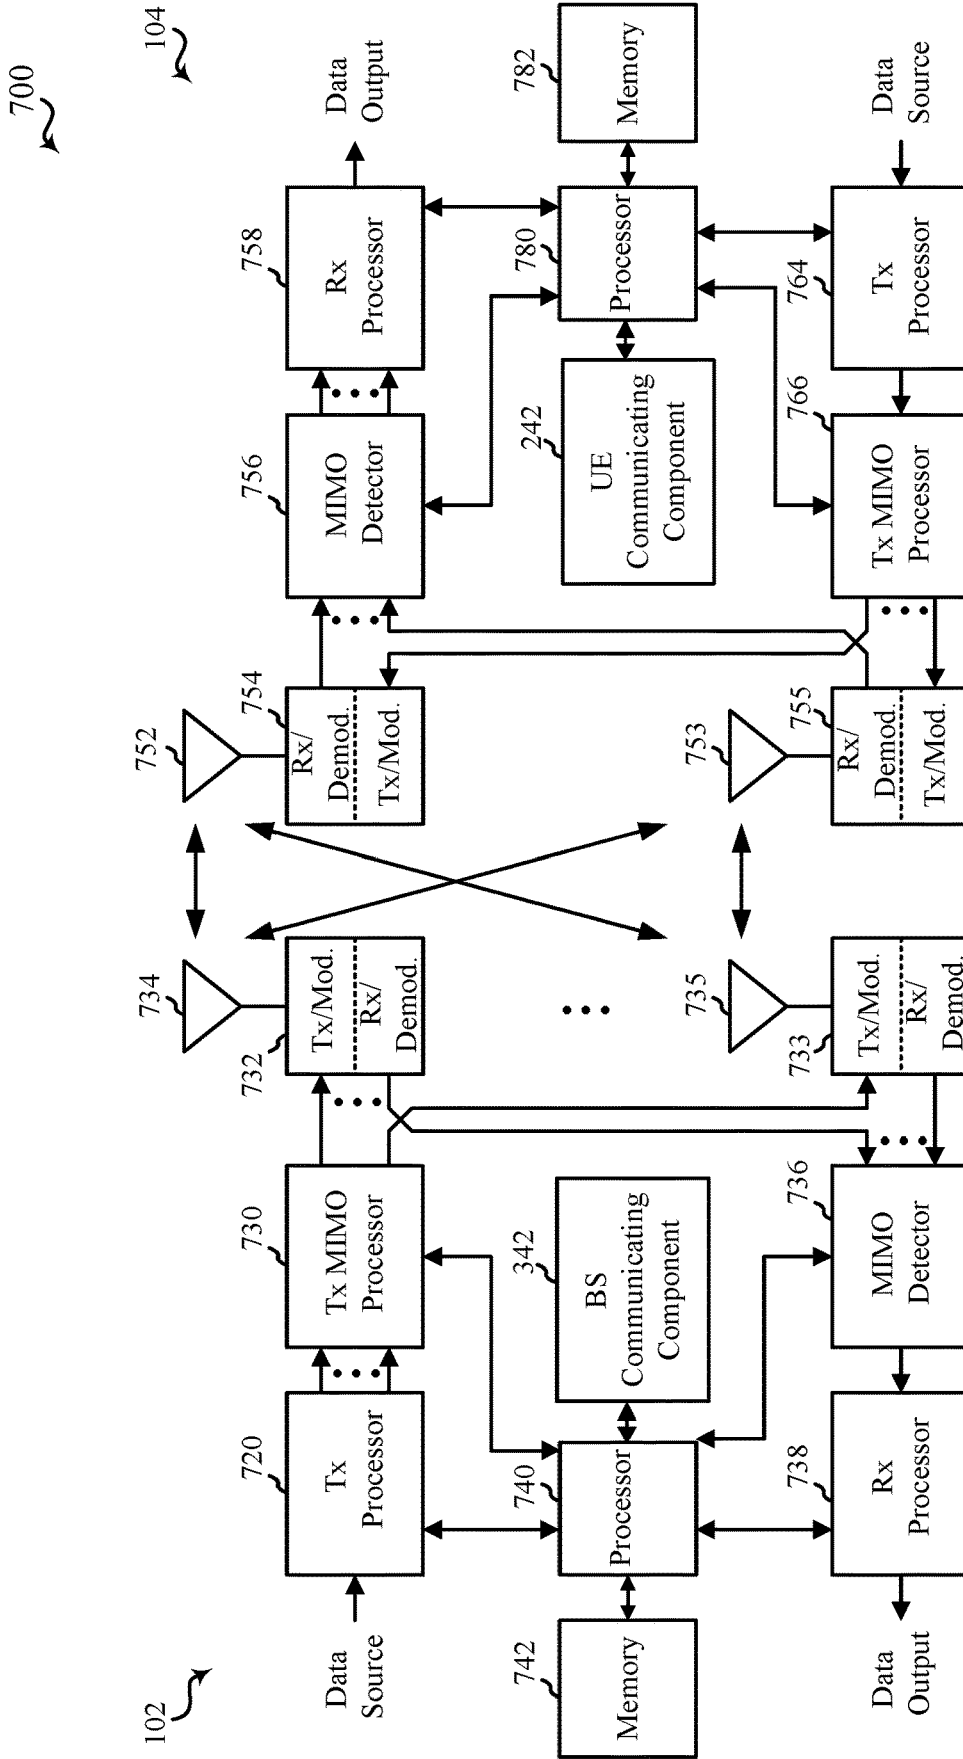 700
102
104
Data
Source
720
Tx
Processor
730
Tx MIMO
Processor
732
Tx/Mod.
Rx/
Demod.
734
752
754
Rx/
Demod.
Tx/Mod.
756
MIMO
Detector
758
Rx
Processor
Data
Output
742
Memory
740
Processor
342
BS
Communicating
Component
242
UE
Communicating
Component
780
Processor
782
Memory
Data
Output
738
Rx
Processor
736
MIMO
Detector
733
Tx/Mod.
Rx/
Demod.
735
753
755
Rx/
Demod.
Tx/Mod.
766
Tx MIMO
Processor
764
Tx
Processor
Data
Source